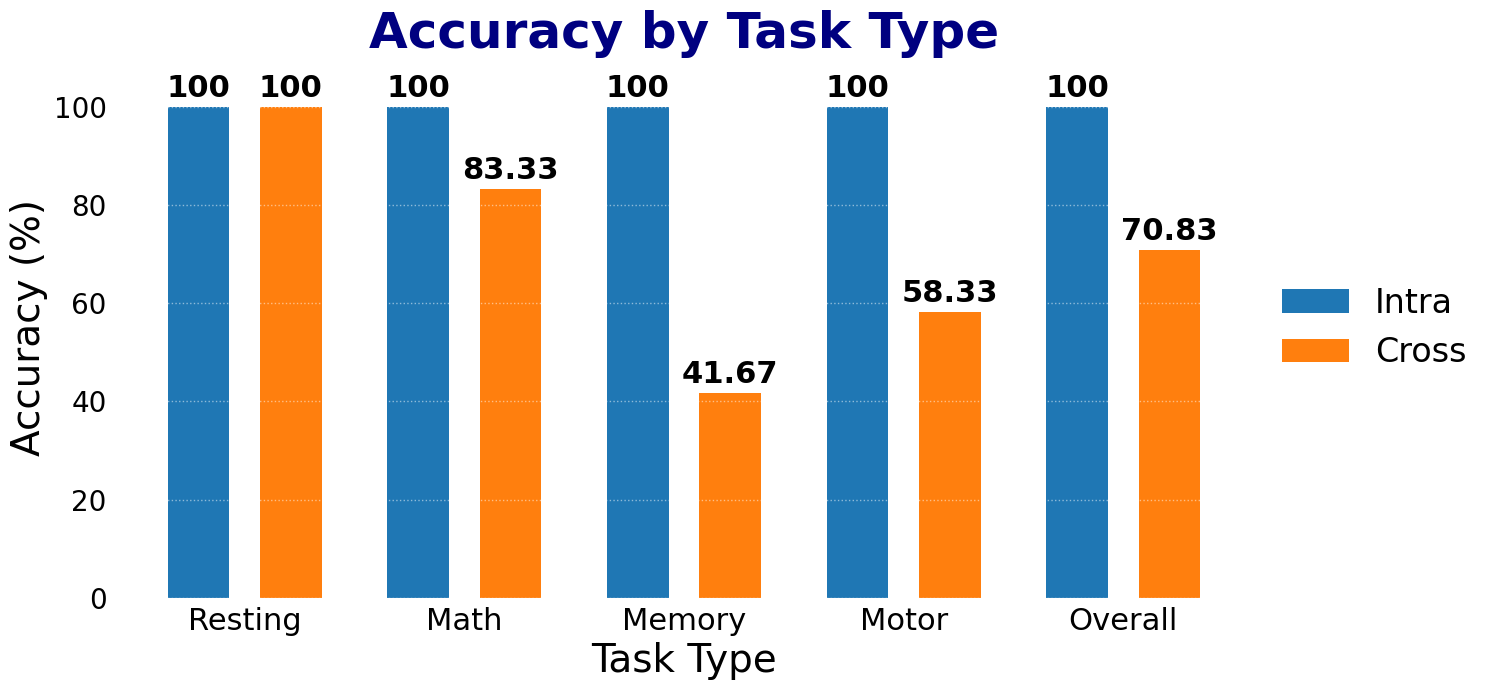 Accuracy by Task Type
100 100 100 83.33 100 41.67 100 58.33 100 70.83
Accuracy (%)
100
80
60
40
20
0
Resting Math Memory Motor Overall
Task Type
Intra
Cross